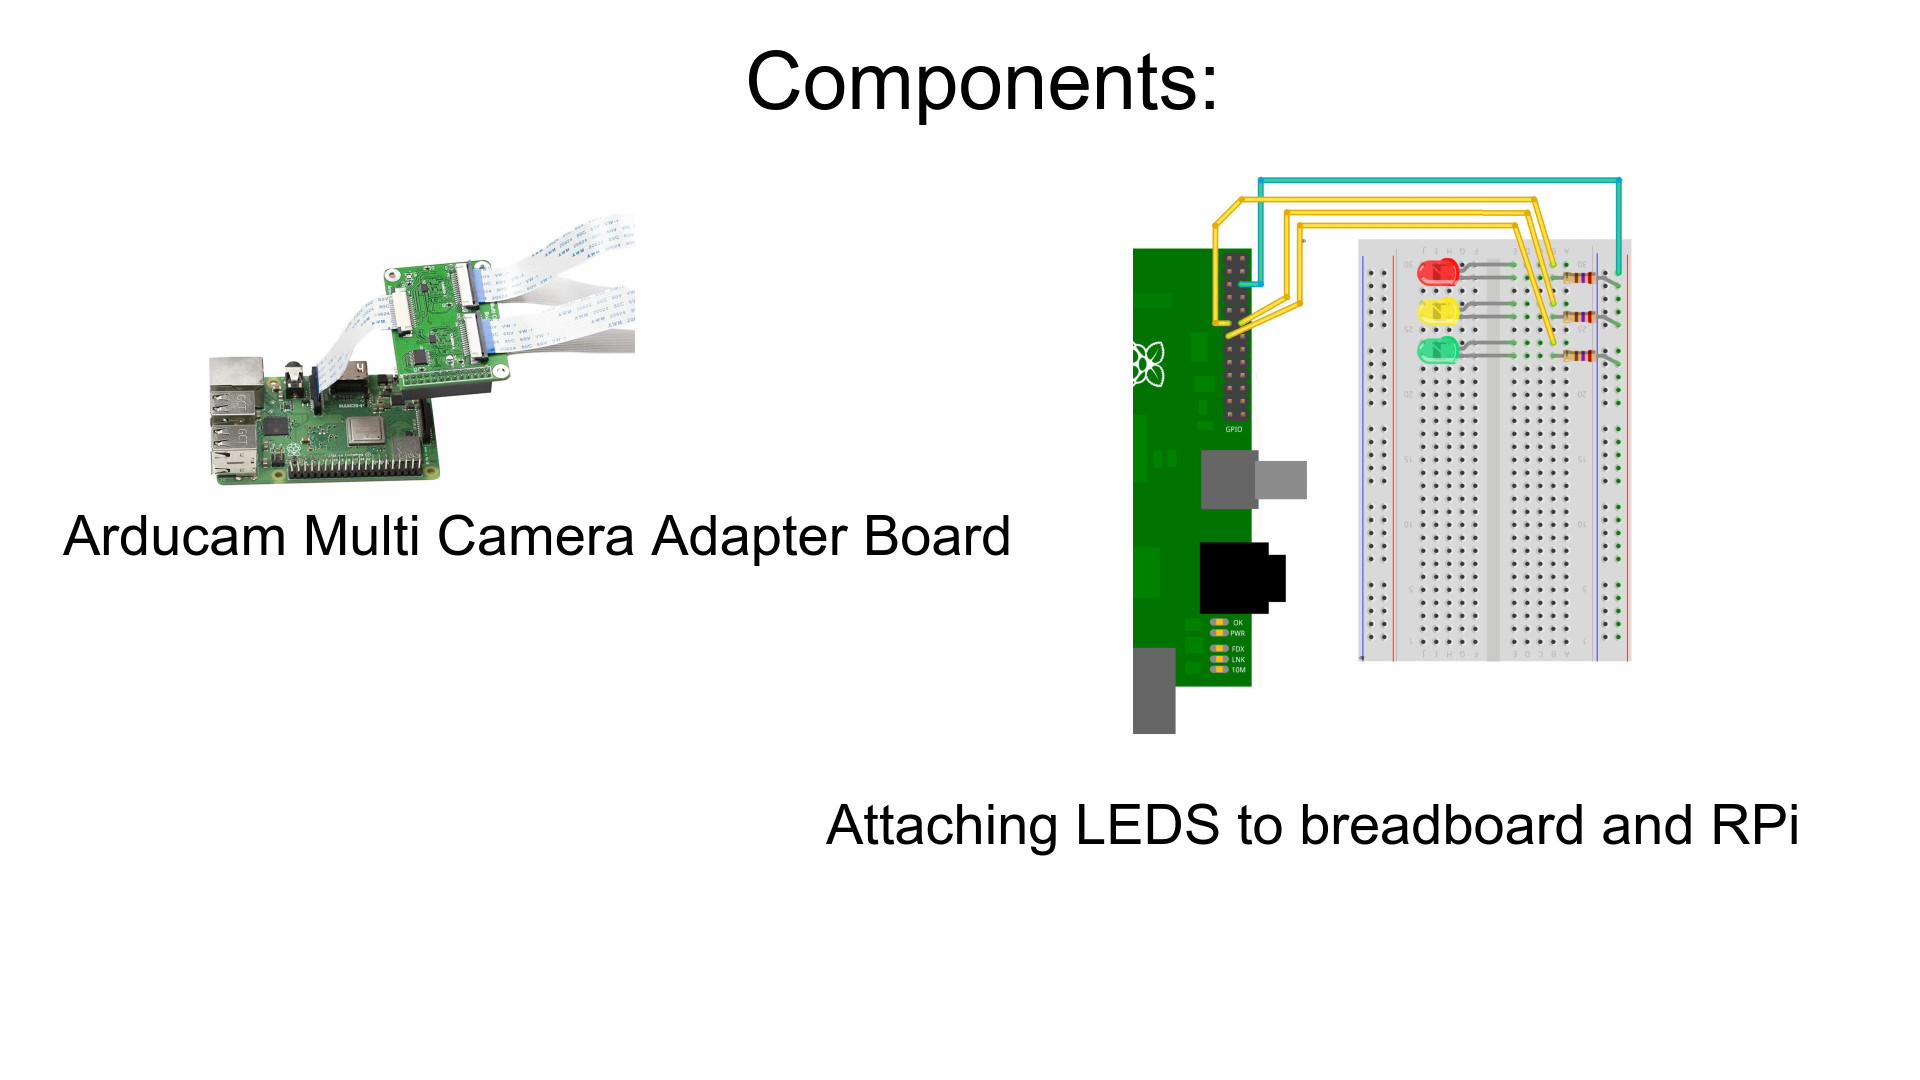 Components:
Arducam Multi Camera Adapter Board
GPIO
OK
PWR
FDX
LNK
10M
Attaching LEDS to breadboard and RPi